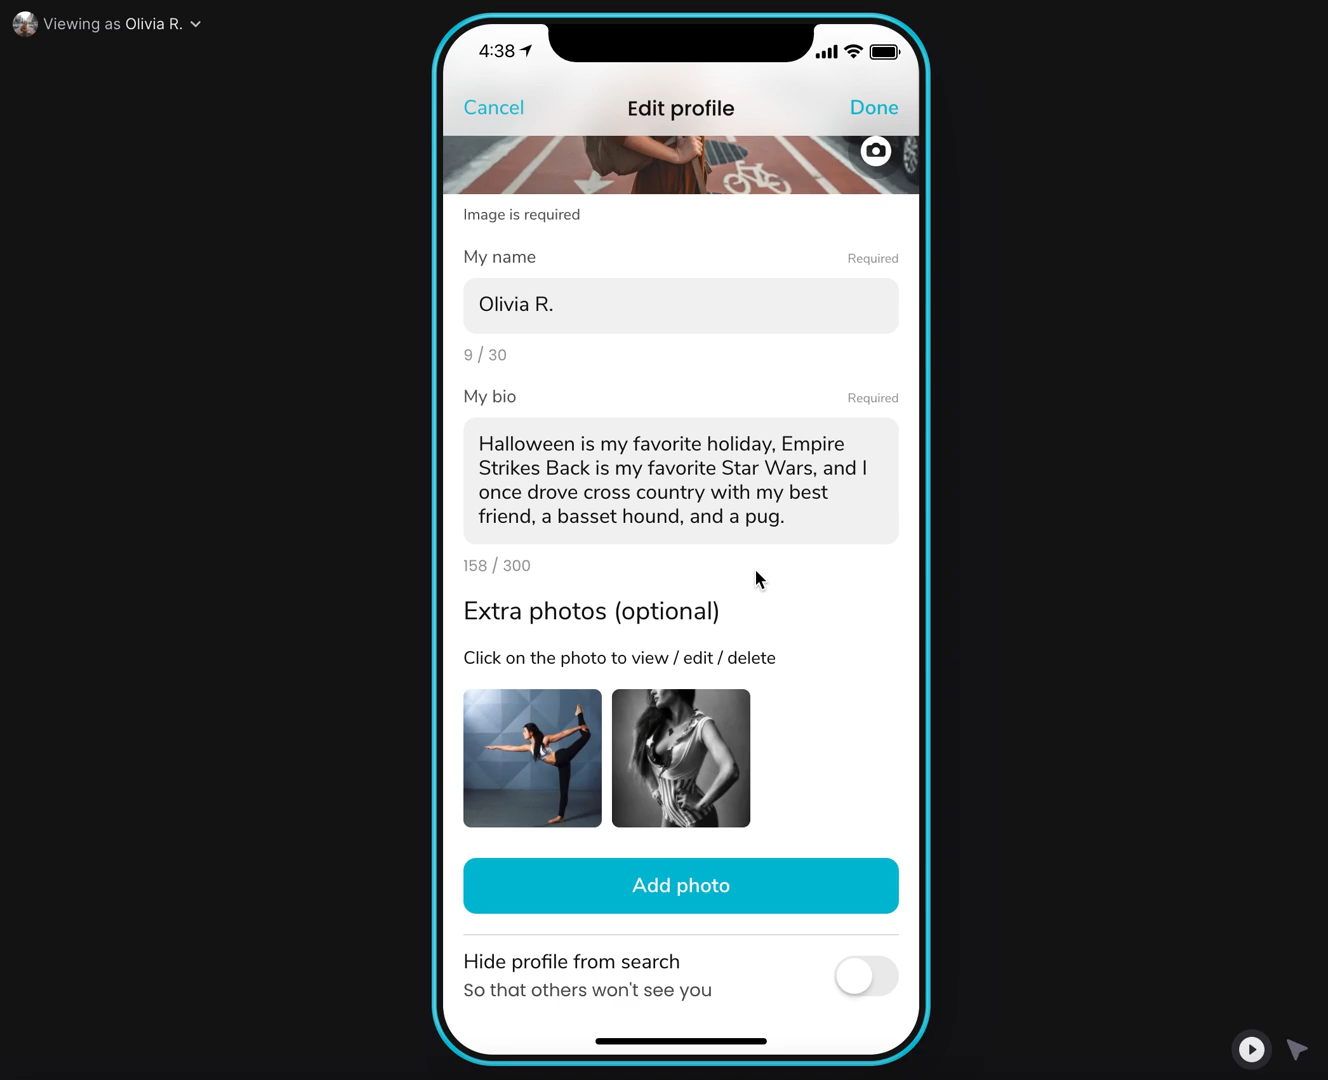 Viewing as Olivia R.
4:38
Cancel
Edit profile
Done
Image is required
My name
Required
Olivia R.
9 / 30
My bio
Required
Halloween is my favorite holiday, Empire
Strikes Back is my favorite Star Wars, and I
once drove cross country with my best
friend, a basset hound, and a pug.
158 / 300
Extra photos (optional)
Click on the photo to view / edit / delete
Add photo
Hide profile from search
So that others won't see you